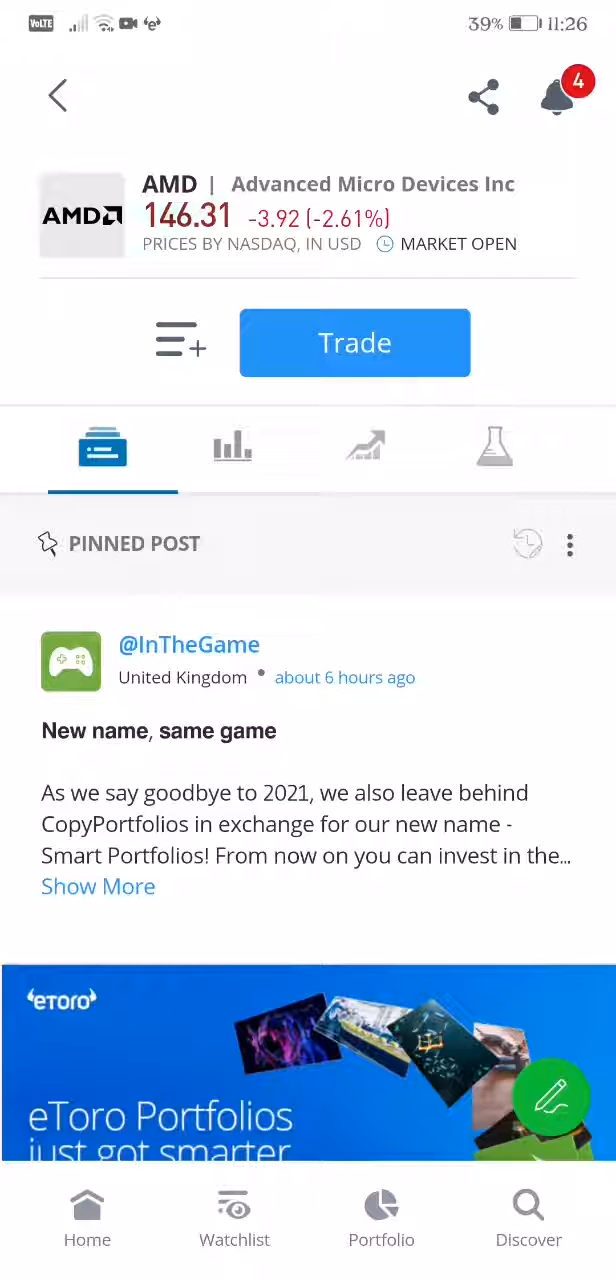 VoLTE 39% 11:26
4
AMD | Advanced Micro Devices Inc
AMD 146.31 -3.92 (-2.61%)
PRICES BY NASDAQ, IN USD MARKET OPEN
Trade
PINNED POST
@InTheGame
United Kingdom • about 6 hours ago
New name, same game
As we say goodbye to 2021, we also leave behind
CopyPortfolios in exchange for our new name -
Smart Portfolios! From now on you can invest in the...
Show More
eToro
eToro Portfolios
just got smarter
Home Watchlist Portfolio Discover